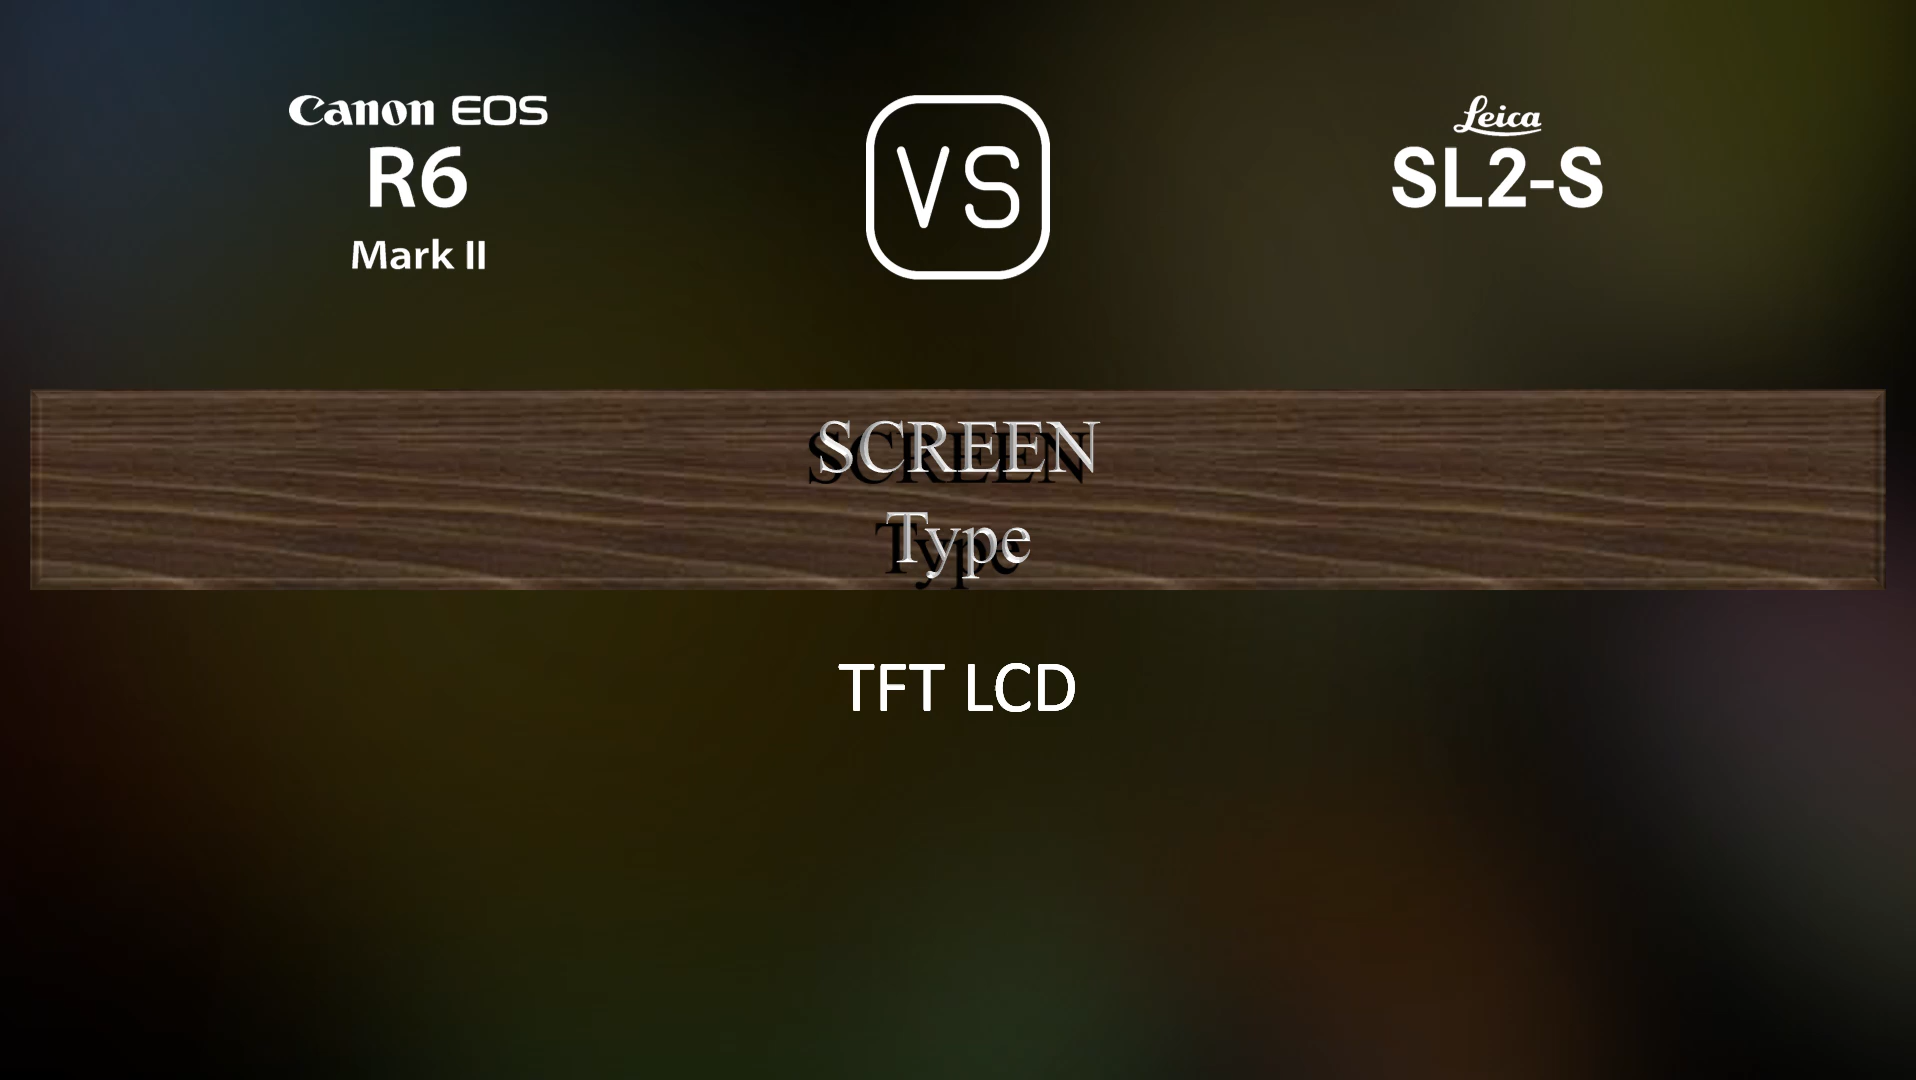 Canon EOS
R6
Mark II
VS
Leica
SL2-S
SCREEN
Type
TFT LCD